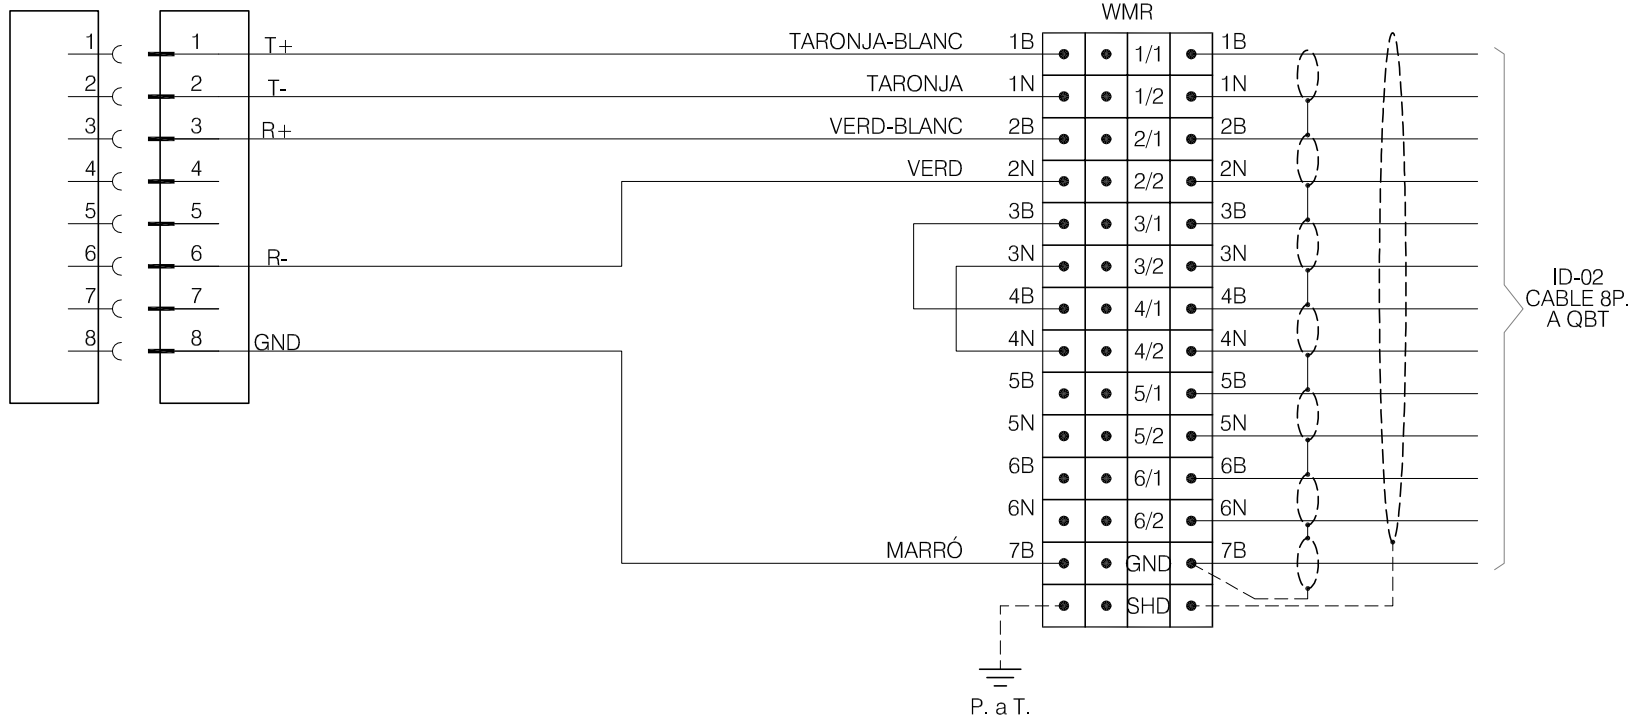 WMR
1 1 T+ TARONJA-BLANC 1B 1/1 1B
2 2 T- TARONJA 1N 1/2 1N
3 3 R+ VERD-BLANC 2B 2/1 2B
4 4 VERD 2N 2/2 2N
5 5 3B 3/1 3B
6 6 R- 3N 3/2 3N
7 7 4B 4/1 4B
8 8 GND 4N 4/2 4N
5B 5/1 5B
5N 5/2 5N
6B 6/1 6B
6N 6/2 6N
MARRÓ 7B GND 7B
SHD
P. a T.
ID-02
CABLE 8P.
A QBT